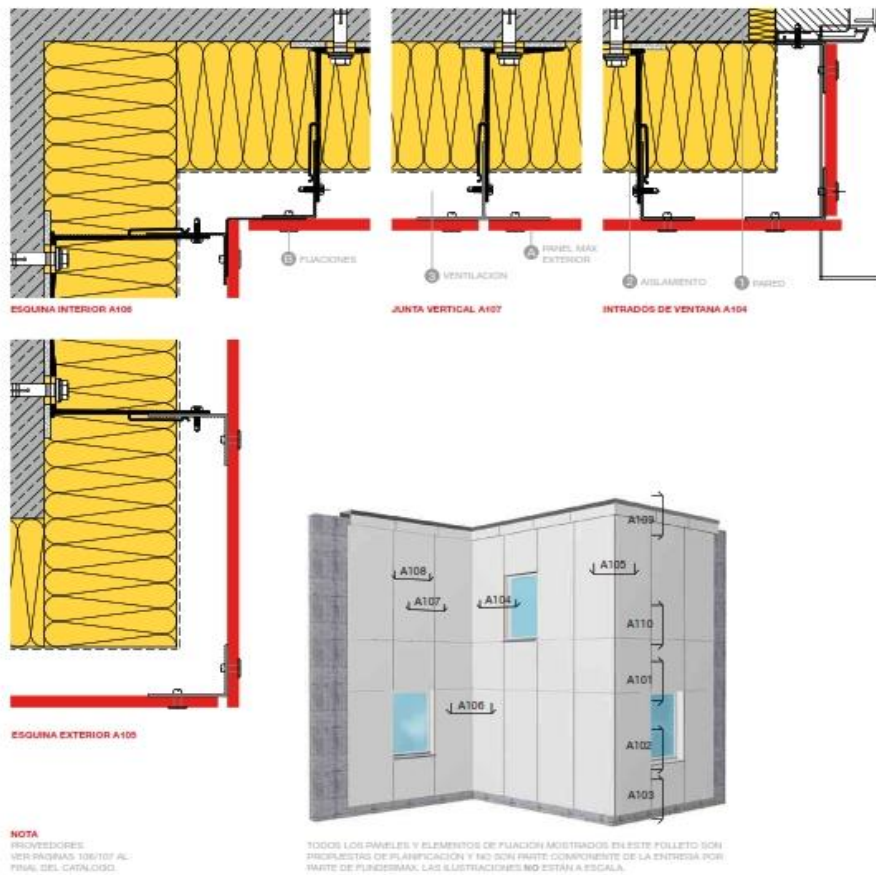 B FIJACIONES
3 VENTILACIÓN
A PANEL MAX
EXTERIOR
2 AISLAMIENTO
1 PARED
ESQUINA INTERIOR A106
JUNTA VERTICAL A107
INTRADOS DE VENTANA A104
ESQUINA EXTERIOR A105
A109
A108
A105
A107
A104
A110
A101
A106
A102
A103
NOTA
PROVEEDORES:
VER PÁGINAS 106/107 AL
FINAL DEL CATÁLOGO.
TODOS LOS PANELES Y ELEMENTOS DE FIJACIÓN MOSTRADOS EN ESTE FOLLETO SON
PROPUESTAS DE PLANIFICACIÓN Y NO SON PARTE COMPONENTE DE LA ENTREGA POR
PARTE DE FUNDERMAX. LAS ILUSTRACIONES NO ESTÁN A ESCALA.